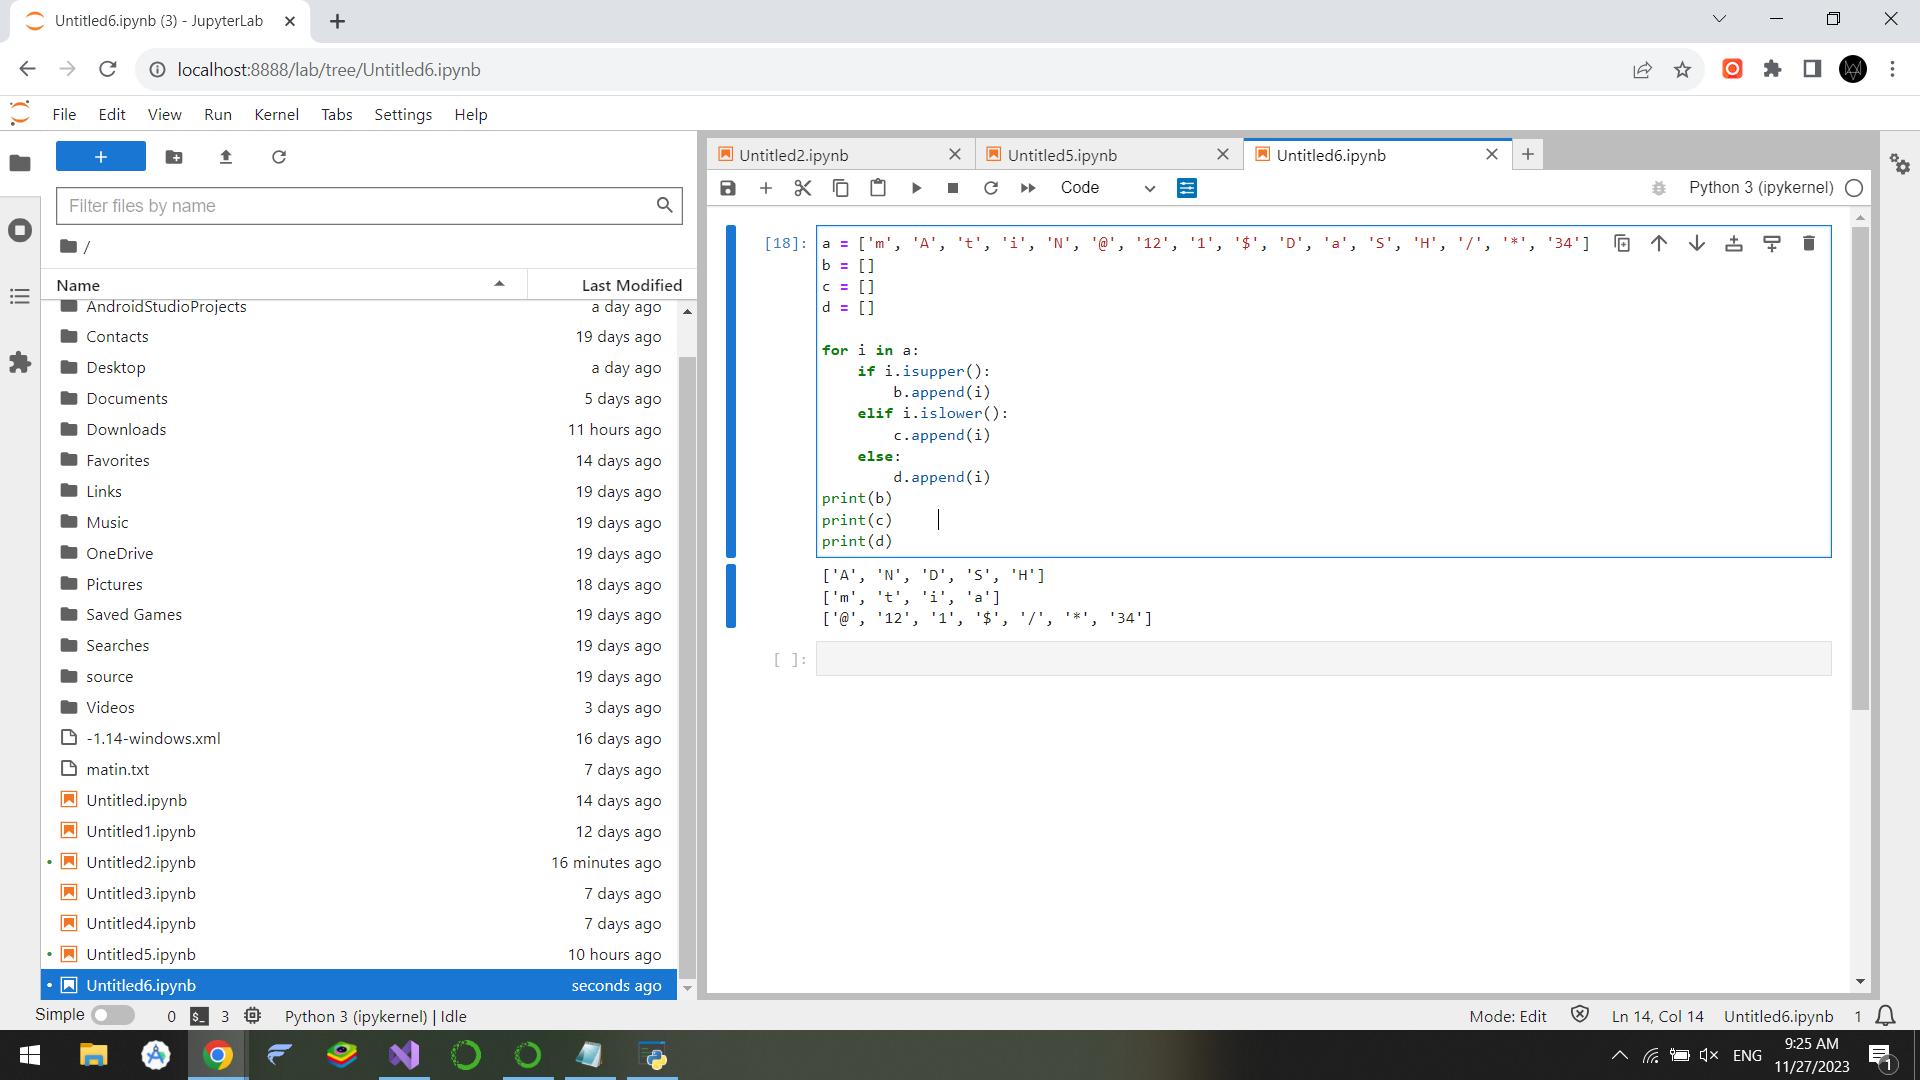 Untitled6.ipynb (3) - JupyterLab
localhost:8888/lab/tree/Untitled6.ipynb
File Edit View Run Kernel Tabs Settings Help
Filter files by name
/
Name Last Modified
AndroidStudioProjects a day ago
Contacts 19 days ago
Desktop a day ago
Documents 5 days ago
Downloads 11 hours ago
Favorites 14 days ago
Links 19 days ago
Music 19 days ago
OneDrive 19 days ago
Pictures 18 days ago
Saved Games 19 days ago
Searches 19 days ago
source 19 days ago
Videos 3 days ago
-1.14-windows.xml 16 days ago
matin.txt 7 days ago
Untitled.ipynb 14 days ago
Untitled1.ipynb 12 days ago
Untitled2.ipynb 16 minutes ago
Untitled3.ipynb 7 days ago
Untitled4.ipynb 7 days ago
Untitled5.ipynb 10 hours ago
Untitled6.ipynb seconds ago
Untitled2.ipynb Untitled5.ipynb Untitled6.ipynb
Code Python 3 (ipykernel)
[18]: a = ['m', 'A', 't', 'i', 'N', '@', '12', '1', '$', 'D', 'a', 'S', 'H', '/', '*', '34']
b = []
c = []
d = []
for i in a:
    if i.isupper():
        b.append(i)
    elif i.islower():
        c.append(i)
    else:
        d.append(i)
print(b)
print(c)
print(d)
['A', 'N', 'D', 'S', 'H']
['m', 't', 'i', 'a']
['@', '12', '1', '$', '/', '*', '34']
[ ]:
Simple 0 $_ 3 Python 3 (ipykernel) | Idle Mode: Edit Ln 14, Col 14 Untitled6.ipynb 1
ENG 9:25 AM
11/27/2023 1